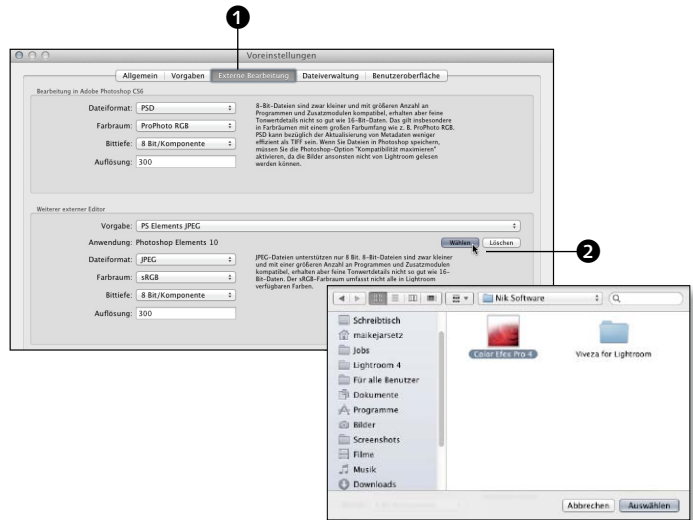 1
Voreinstellungen
Allgemein Vorgaben Externe Bearbeitung Dateiverwaltung Benutzeroberfläche
Bearbeitung in Adobe Photoshop CS6
Dateiformat: PSD
Farbraum: ProPhoto RGB
Bittiefe: 8 Bit/Komponente
Auflösung: 300
8-Bit-Dateien sind zwar kleiner und mit größeren Anzahl an
Programmen und Zusatzmodulen kompatibel, erhalten aber feine
Tonwertdetails nicht so gut wie 16-Bit-Daten. Das gilt insbesondere
in Farbräumen mit einem großen Farbumfang wie z. B. ProPhoto RGB.
PSD kann bezüglich der Aktualisierung von Metadaten weniger
effizient als TIFF sein. Wenn Sie Dateien in Photoshop speichern,
müssen Sie die Photoshop-Option "Kompatibilität maximieren"
aktivieren, da die Bilder ansonsten nicht von Lightroom gelesen
werden können.
Weiterer externer Editor
Vorgabe: PS Elements JPEG
Anwendung: Photoshop Elements 10
Wählen Löschen
2
Dateiformat: JPEG
Farbraum: sRGB
Bittiefe: 8 Bit/Komponente
Auflösung: 300
JPEG-Dateien unterstützen nur 8 Bit. 8-Bit-Dateien sind zwar kleiner
und mit einer größeren Anzahl an Programmen und Zusatzmodulen
kompatibel, erhalten aber feine Tonwertdetails nicht so gut wie 16-
Bit-Daten. Der sRGB-Farbraum umfasst nicht alle in Lightroom
verfügbaren Farben.
Nik Software
Schreibtisch
maikejarsetz
Jobs
Lightroom 4
Für alle Benutzer
Dokumente
Programme
Bilder
Screenshots
Filme
Musik
Downloads
Color Efex Pro 4
Viveza for Lightroom
Abbrechen Auswählen